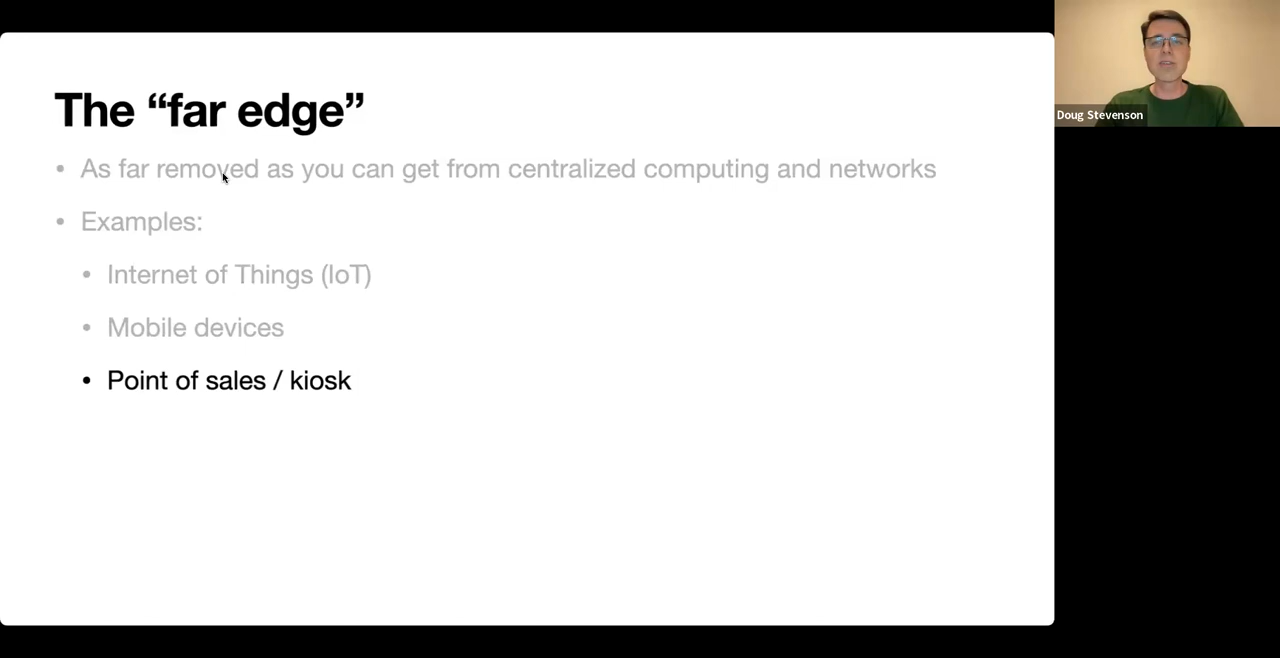 The “far edge”
• As far removed as you can get from centralized computing and networks
• Examples:
• Internet of Things (IoT)
• Mobile devices
• Point of sales / kiosk
Doug Stevenson